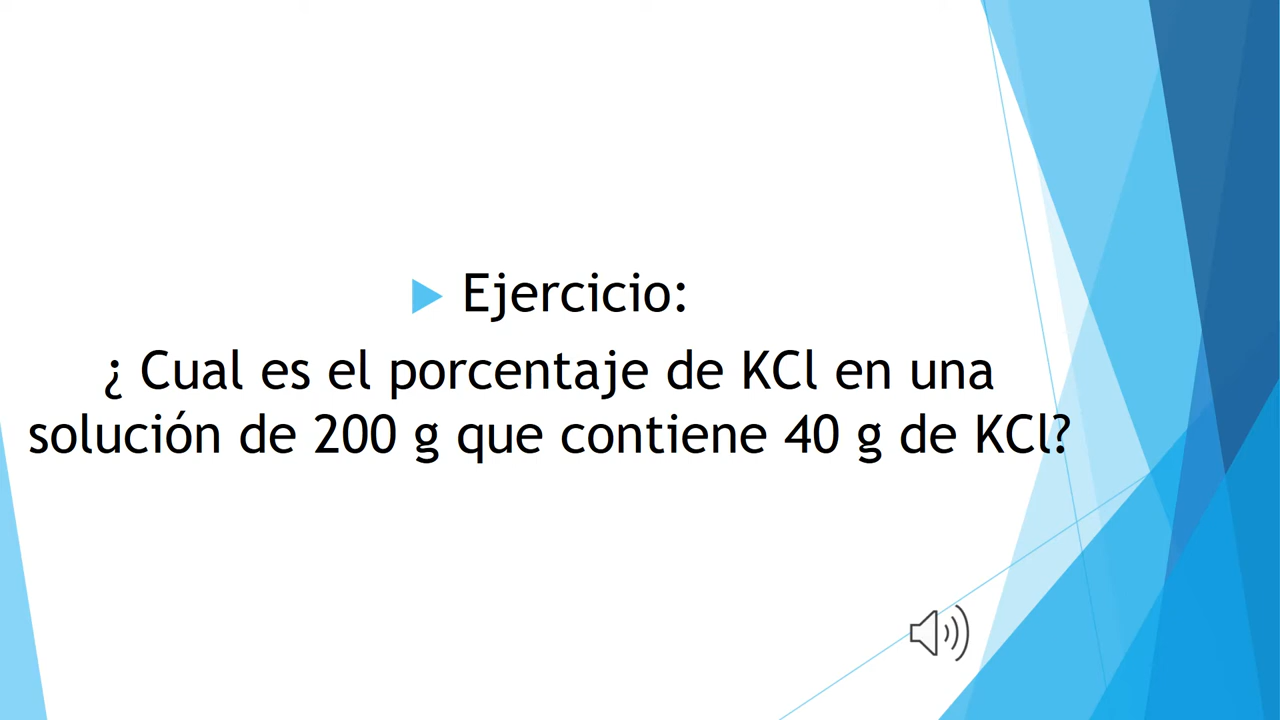 Ejercicio:
¿ Cual es el porcentaje de KCl en una
solución de 200 g que contiene 40 g de KCl?